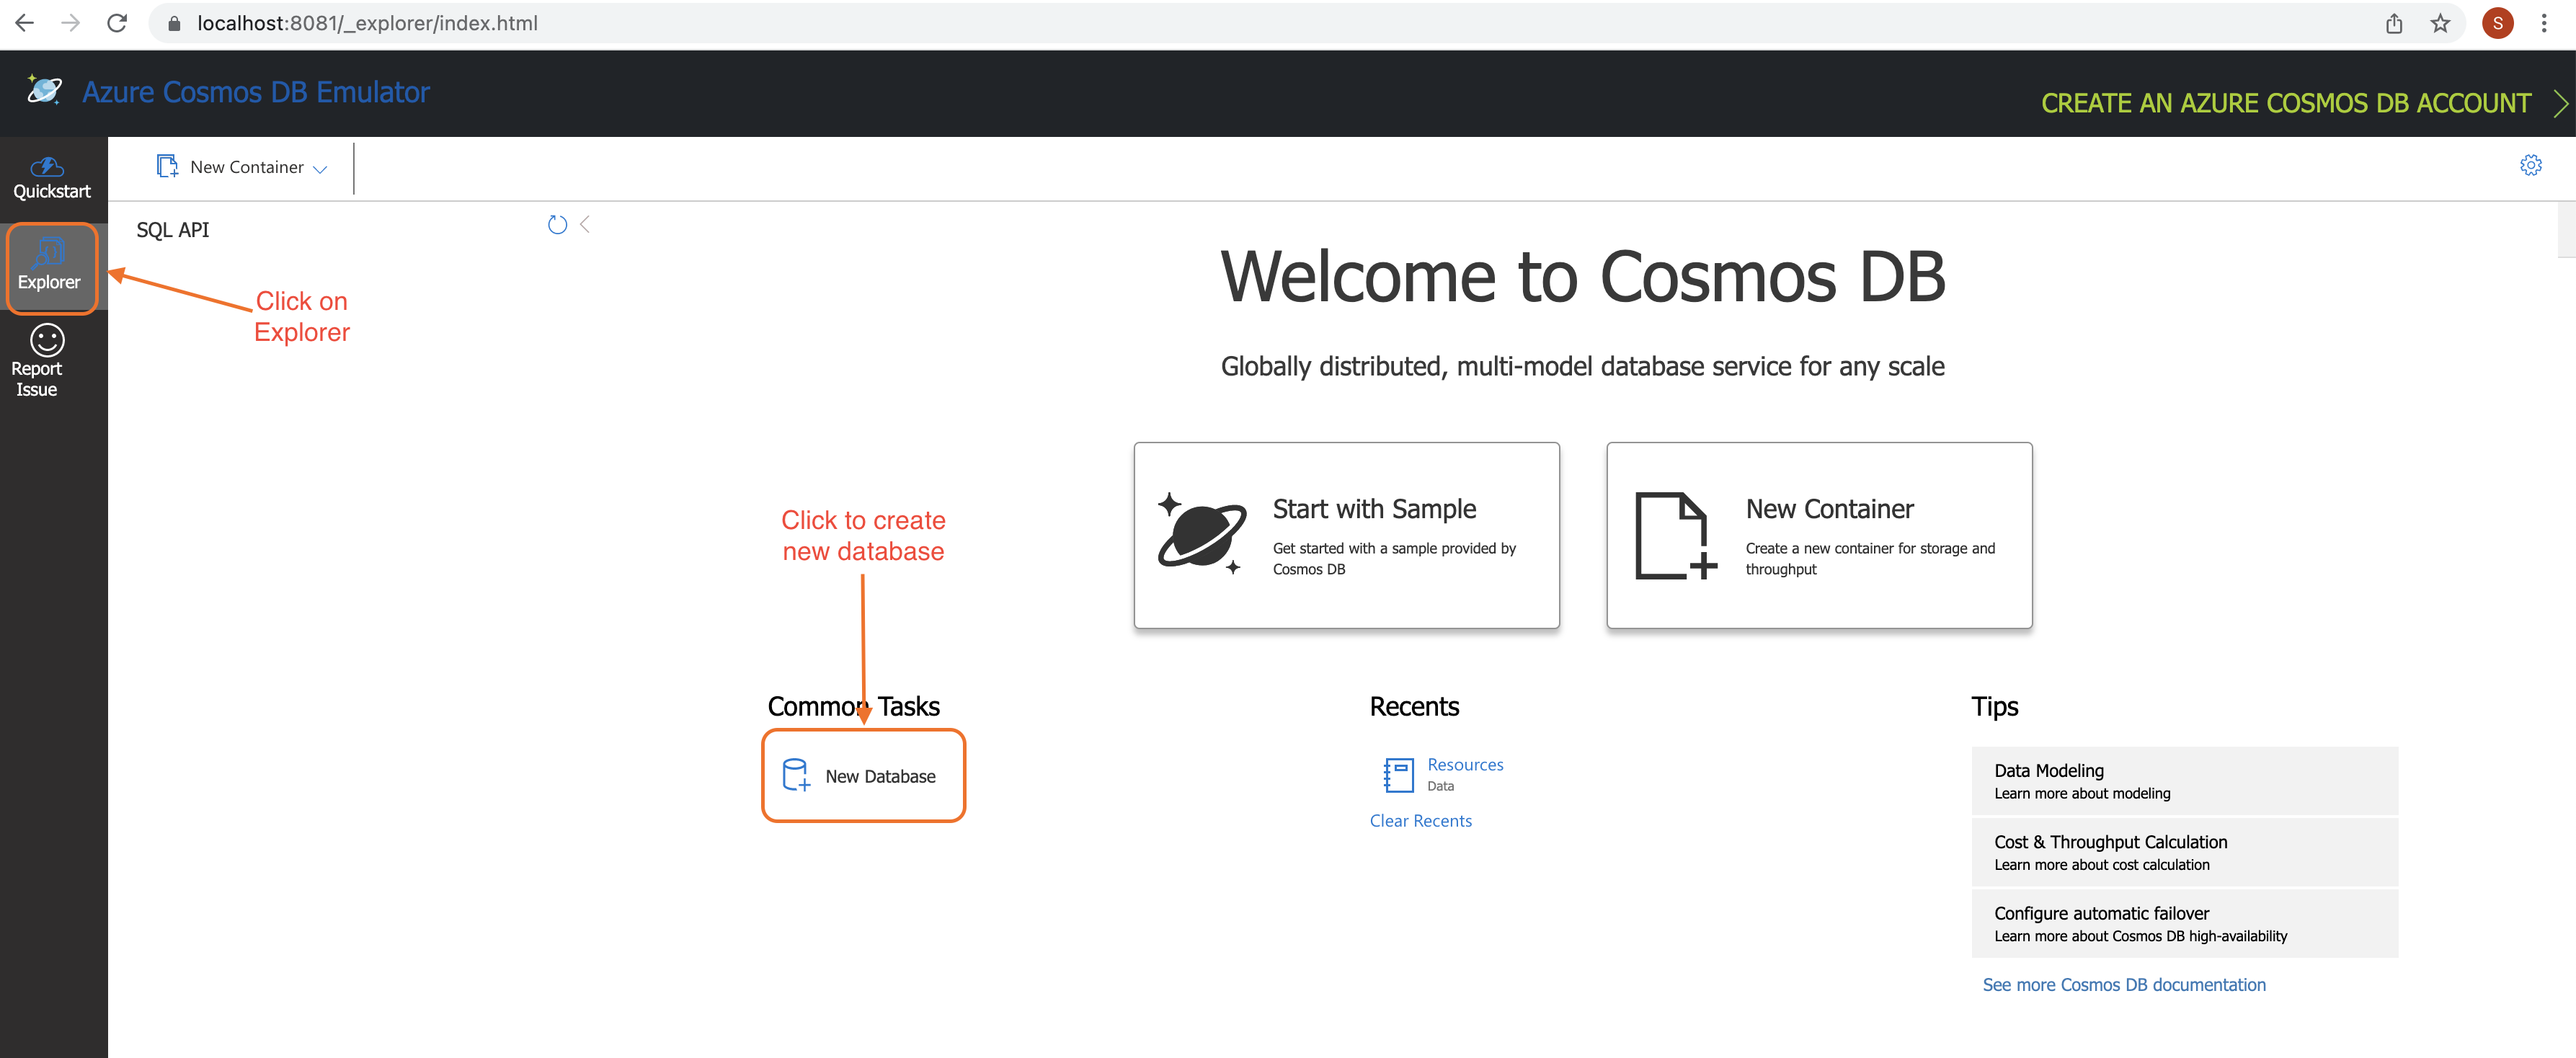 localhost:8081/_explorer/index.html
S
Azure Cosmos DB Emulator
CREATE AN AZURE COSMOS DB ACCOUNT
Quickstart
New Container
SQL API
Explorer
Click on
Explorer
Report
Issue
Welcome to Cosmos DB
Globally distributed, multi-model database service for any scale
Start with Sample
Get started with a sample provided by
Cosmos DB
New Container
Create a new container for storage and
throughput
Click to create
new database
Common Tasks
New Database
Recents
Resources
Data
Clear Recents
Tips
Data Modeling
Learn more about modeling
Cost & Throughput Calculation
Learn more about cost calculation
Configure automatic failover
Learn more about Cosmos DB high-availability
See more Cosmos DB documentation